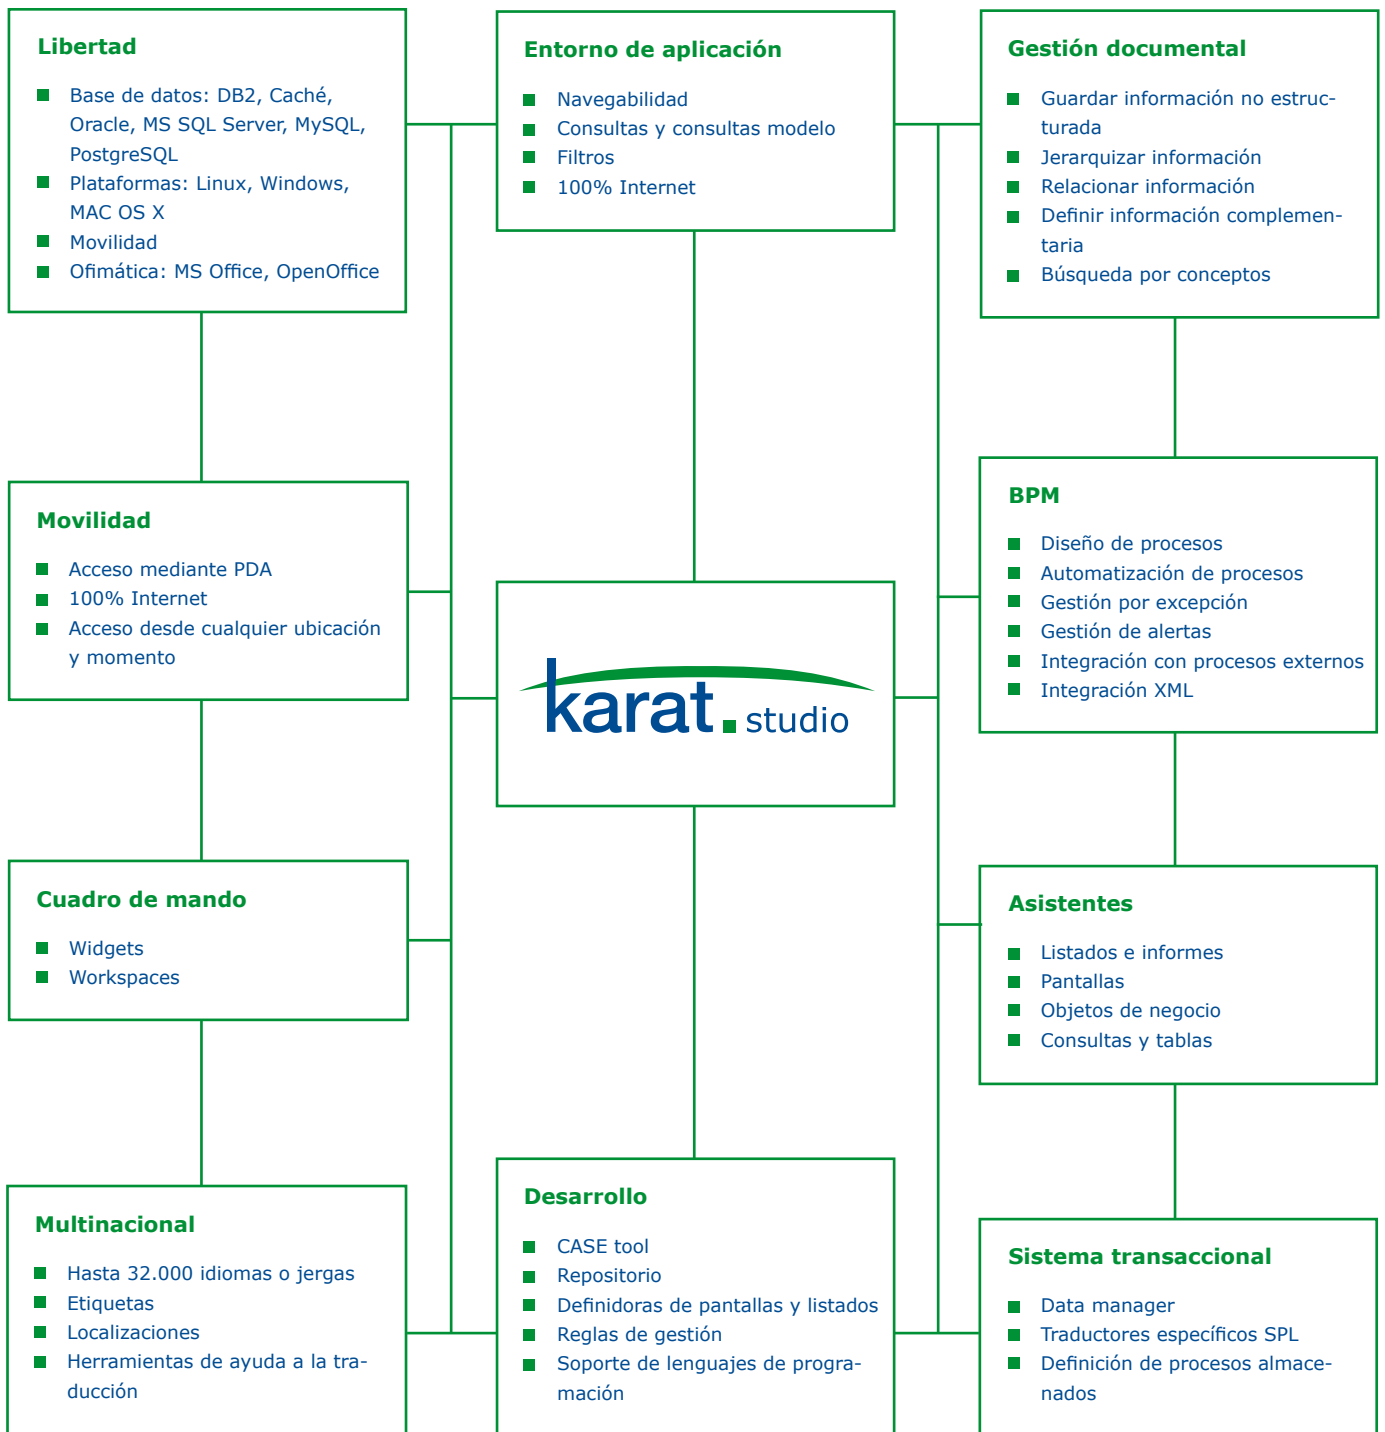 Libertad
Base de datos: DB2, Caché,
Oracle, MS SQL Server, MySQL,
PostgreSQL
Plataformas: Linux, Windows,
MAC OS X
Movilidad
Ofimática: MS Office, OpenOffice
Entorno de aplicación
Navegabilidad
Consultas y consultas modelo
Filtros
100% Internet
Gestión documental
Guardar información no estruc-
turada
Jerarquizar información
Relacionar información
Definir información complemen-
taria
Búsqueda por conceptos
Movilidad
Acceso mediante PDA
100% Internet
Acceso desde cualquier ubicación
y momento
karat.studio
BPM
Diseño de procesos
Automatización de procesos
Gestión por excepción
Gestión de alertas
Integración con procesos externos
Integración XML
Cuadro de mando
Widgets
Workspaces
Asistentes
Listados e informes
Pantallas
Objetos de negocio
Consultas y tablas
Multinacional
Hasta 32.000 idiomas o jergas
Etiquetas
Localizaciones
Herramientas de ayuda a la tra-
ducción
Desarrollo
CASE tool
Repositorio
Definidoras de pantallas y listados
Reglas de gestión
Soporte de lenguajes de progra-
mación
Sistema transaccional
Data manager
Traductores específicos SPL
Definición de procesos almace-
nados